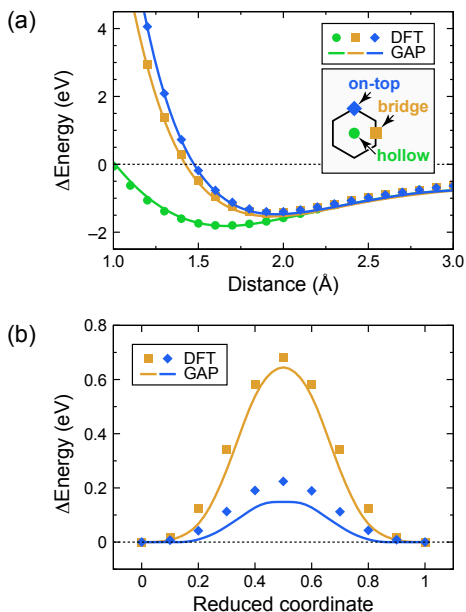 (a)
ΔEnergy (eV)
4
2
0
−2
DFT
GAP
on-top
bridge
hollow
1.0 1.5 2.0 2.5 3.0
Distance (Å)
(b)
ΔEnergy (eV)
0.8
0.6
0.4
0.2
0
DFT
GAP
0 0.2 0.4 0.6 0.8 1
Reduced coordinate